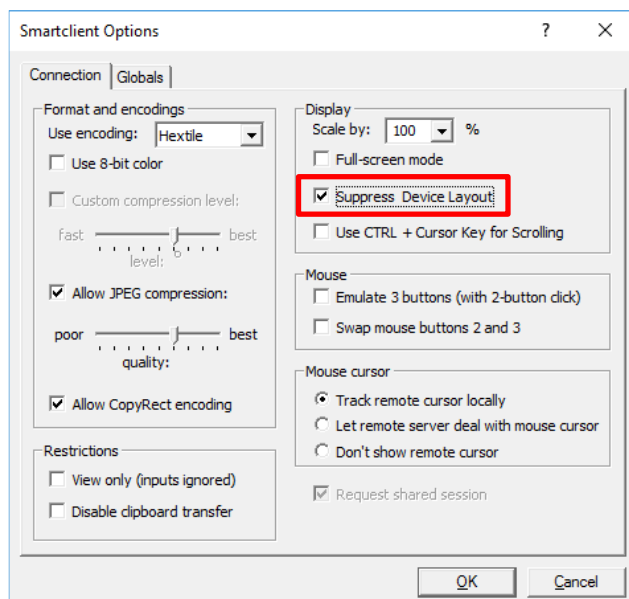 Smartclient Options
?
Connection
Globals
Format and encodings
Use encoding: Hextile
Use 8-bit color
Custom compression level:
fast best
level:
Allow JPEG compression:
poor best
quality:
Allow CopyRect encoding
Restrictions
View only (inputs ignored)
Disable clipboard transfer
Display
Scale by: 100 %
Full-screen mode
Suppress Device Layout
Use CTRL + Cursor Key for Scrolling
Mouse
Emulate 3 buttons (with 2-button click)
Swap mouse buttons 2 and 3
Mouse cursor
Track remote cursor locally
Let remote server deal with mouse cursor
Don't show remote cursor
Request shared session
OK
Cancel